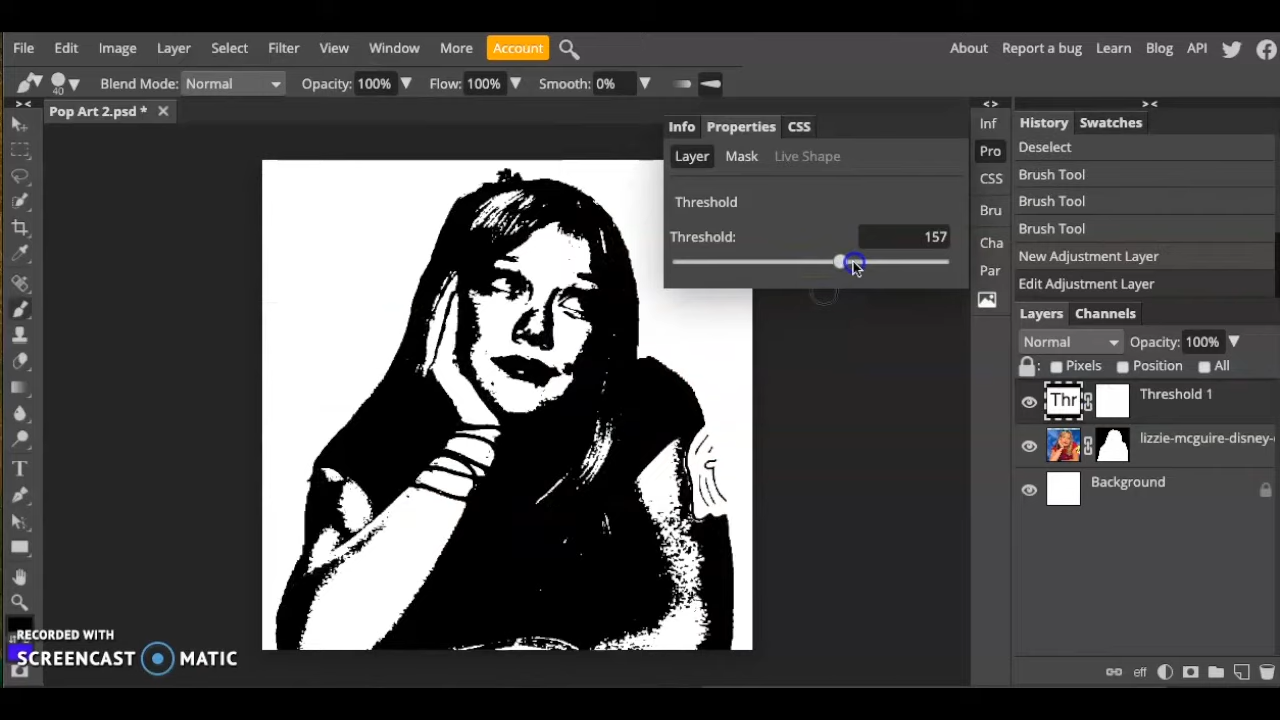 File Edit Image Layer Select Filter View Window More Account About Report a bug Learn Blog API
40 Blend Mode: Normal Opacity: 100% Flow: 100% Smooth: 0%
Pop Art 2.psd *
Info Properties CSS
Layer Mask Live Shape
Threshold
Threshold: 157
Inf
Pro
CSS
Bru
Cha
Par
History Swatches
Deselect
Brush Tool
Brush Tool
Brush Tool
New Adjustment Layer
Edit Adjustment Layer
Layers Channels
Normal Opacity: 100%
: Pixels Position All
Thr Threshold 1
lizzie-mcguire-disney-
Background
eff
RECORDED WITH
SCREENCAST MATIC